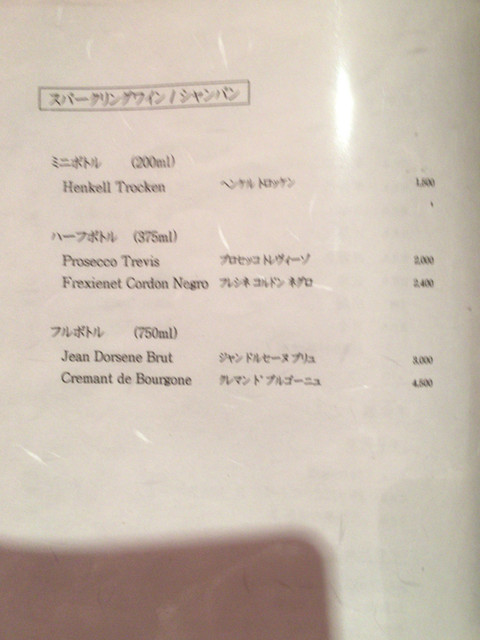 スパークリングワイン / シャンパン
ミニボトル (200ml)
Henkell Trocken ヘンケル トロッケン 1,500
ハーフボトル (375ml)
Prosecco Trevis プロセッコ トレヴィーゾ 2,000
Frexienet Cordon Negro フレシネ コルドン ネグロ 2,400
フルボトル (750ml)
Jean Dorsene Brut ジャンドルセーヌ ブリュ 3,000
Cremant de Bourgone クレマン ド ブルゴーニュ 4,500